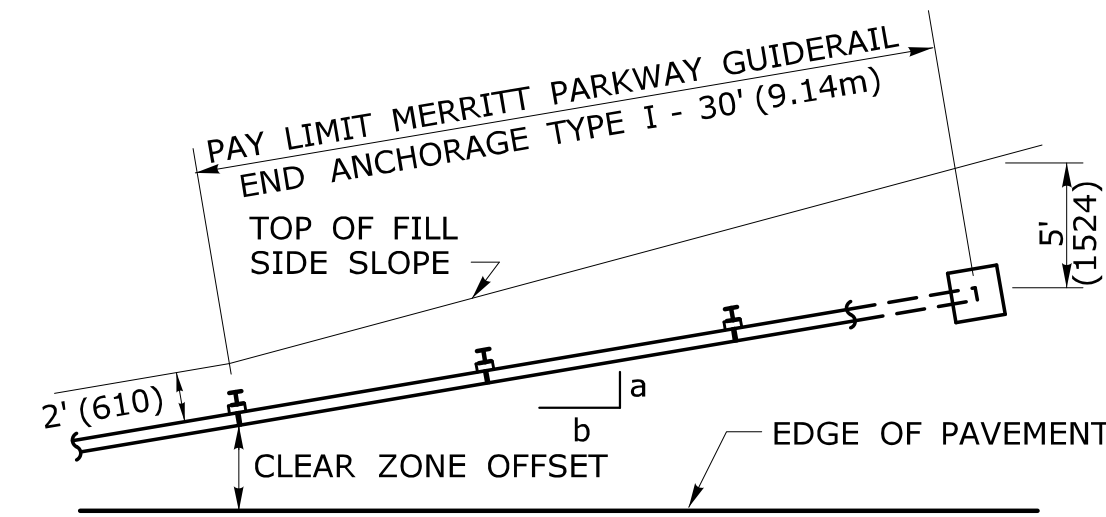 PAY LIMIT MERRITT PARKWAY GUIDERAIL
END ANCHORAGE TYPE I - 30' (9.14m)
TOP OF FILL
SIDE SLOPE
5'
(1524)
2' (610)
a
b
EDGE OF PAVEMENT
CLEAR ZONE OFFSET